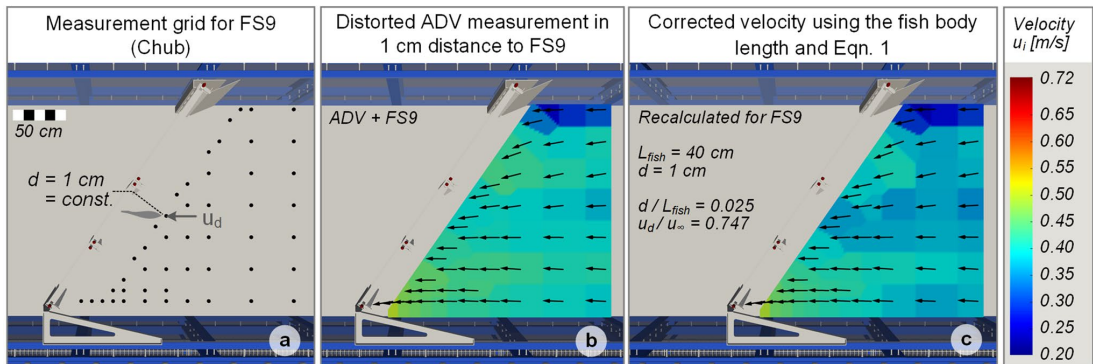 Measurement grid for FS9
(Chub)
50 cm
d = 1 cm
= const.
u_d
a
Distorted ADV measurement in
1 cm distance to FS9
ADV + FS9
b
Corrected velocity using the fish body
length and Eqn. 1
Recalculated for FS9
L_fish = 40 cm
d = 1 cm
d / L_fish = 0.025
u_d / u_∞ = 0.747
c
Velocity
u_i [m/s]
0.72
0.65
0.60
0.55
0.50
0.45
0.40
0.35
0.30
0.25
0.20